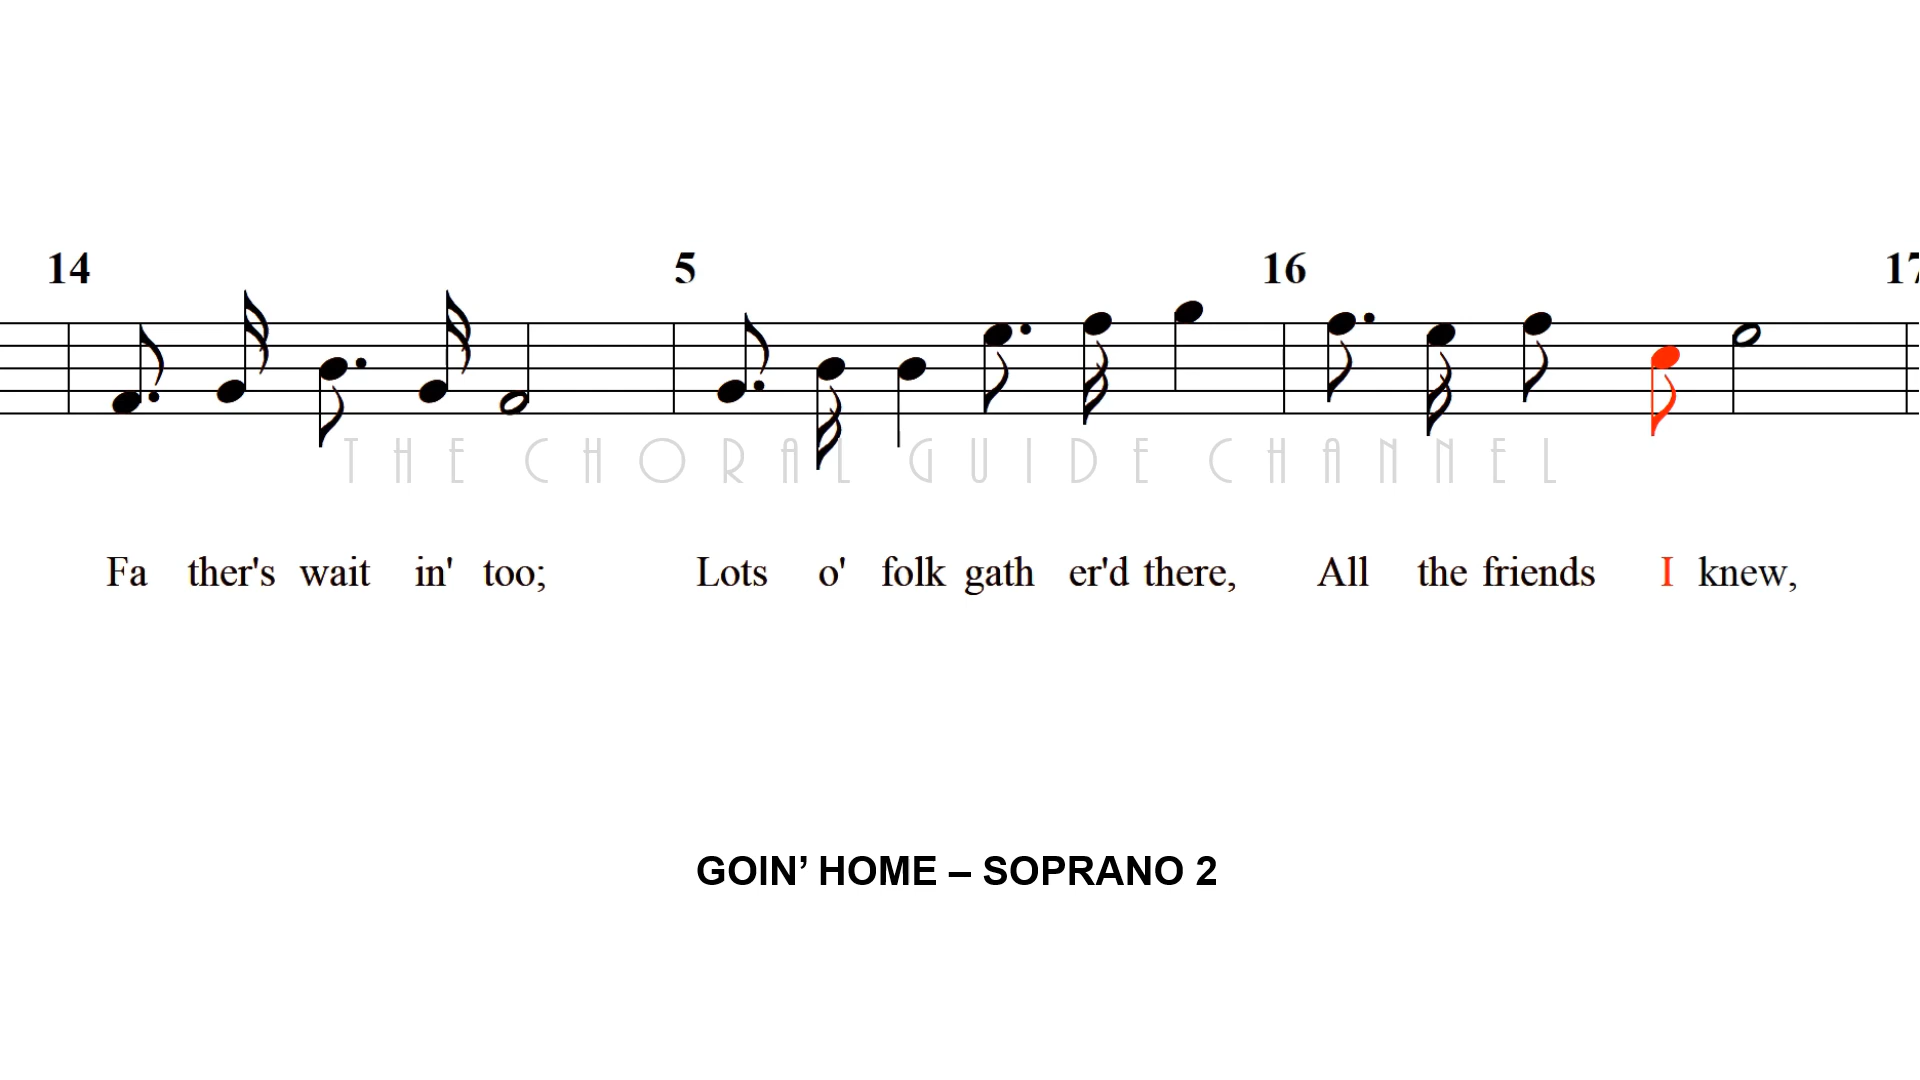 14 5 16 17
THE CHORAL GUIDE CHANNEL
Fa ther's wait in' too; Lots o' folk gath er'd there, All the friends I knew,
GOIN’ HOME – SOPRANO 2